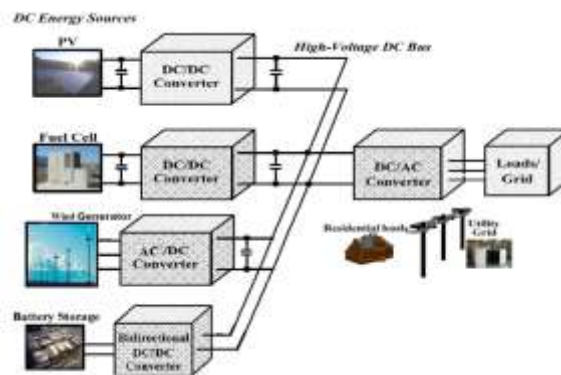 DC Energy Sources
PV
High-Voltage DC Bus
DC/DC
Converter
Fuel Cell
DC/DC
Converter
DC/AC
Converter
Loads/
Grid
Wind Generator
AC/DC
Converter
Residential loads
Utility
Grid
Battery Storage
Bidirectional
DC/DC
Converter